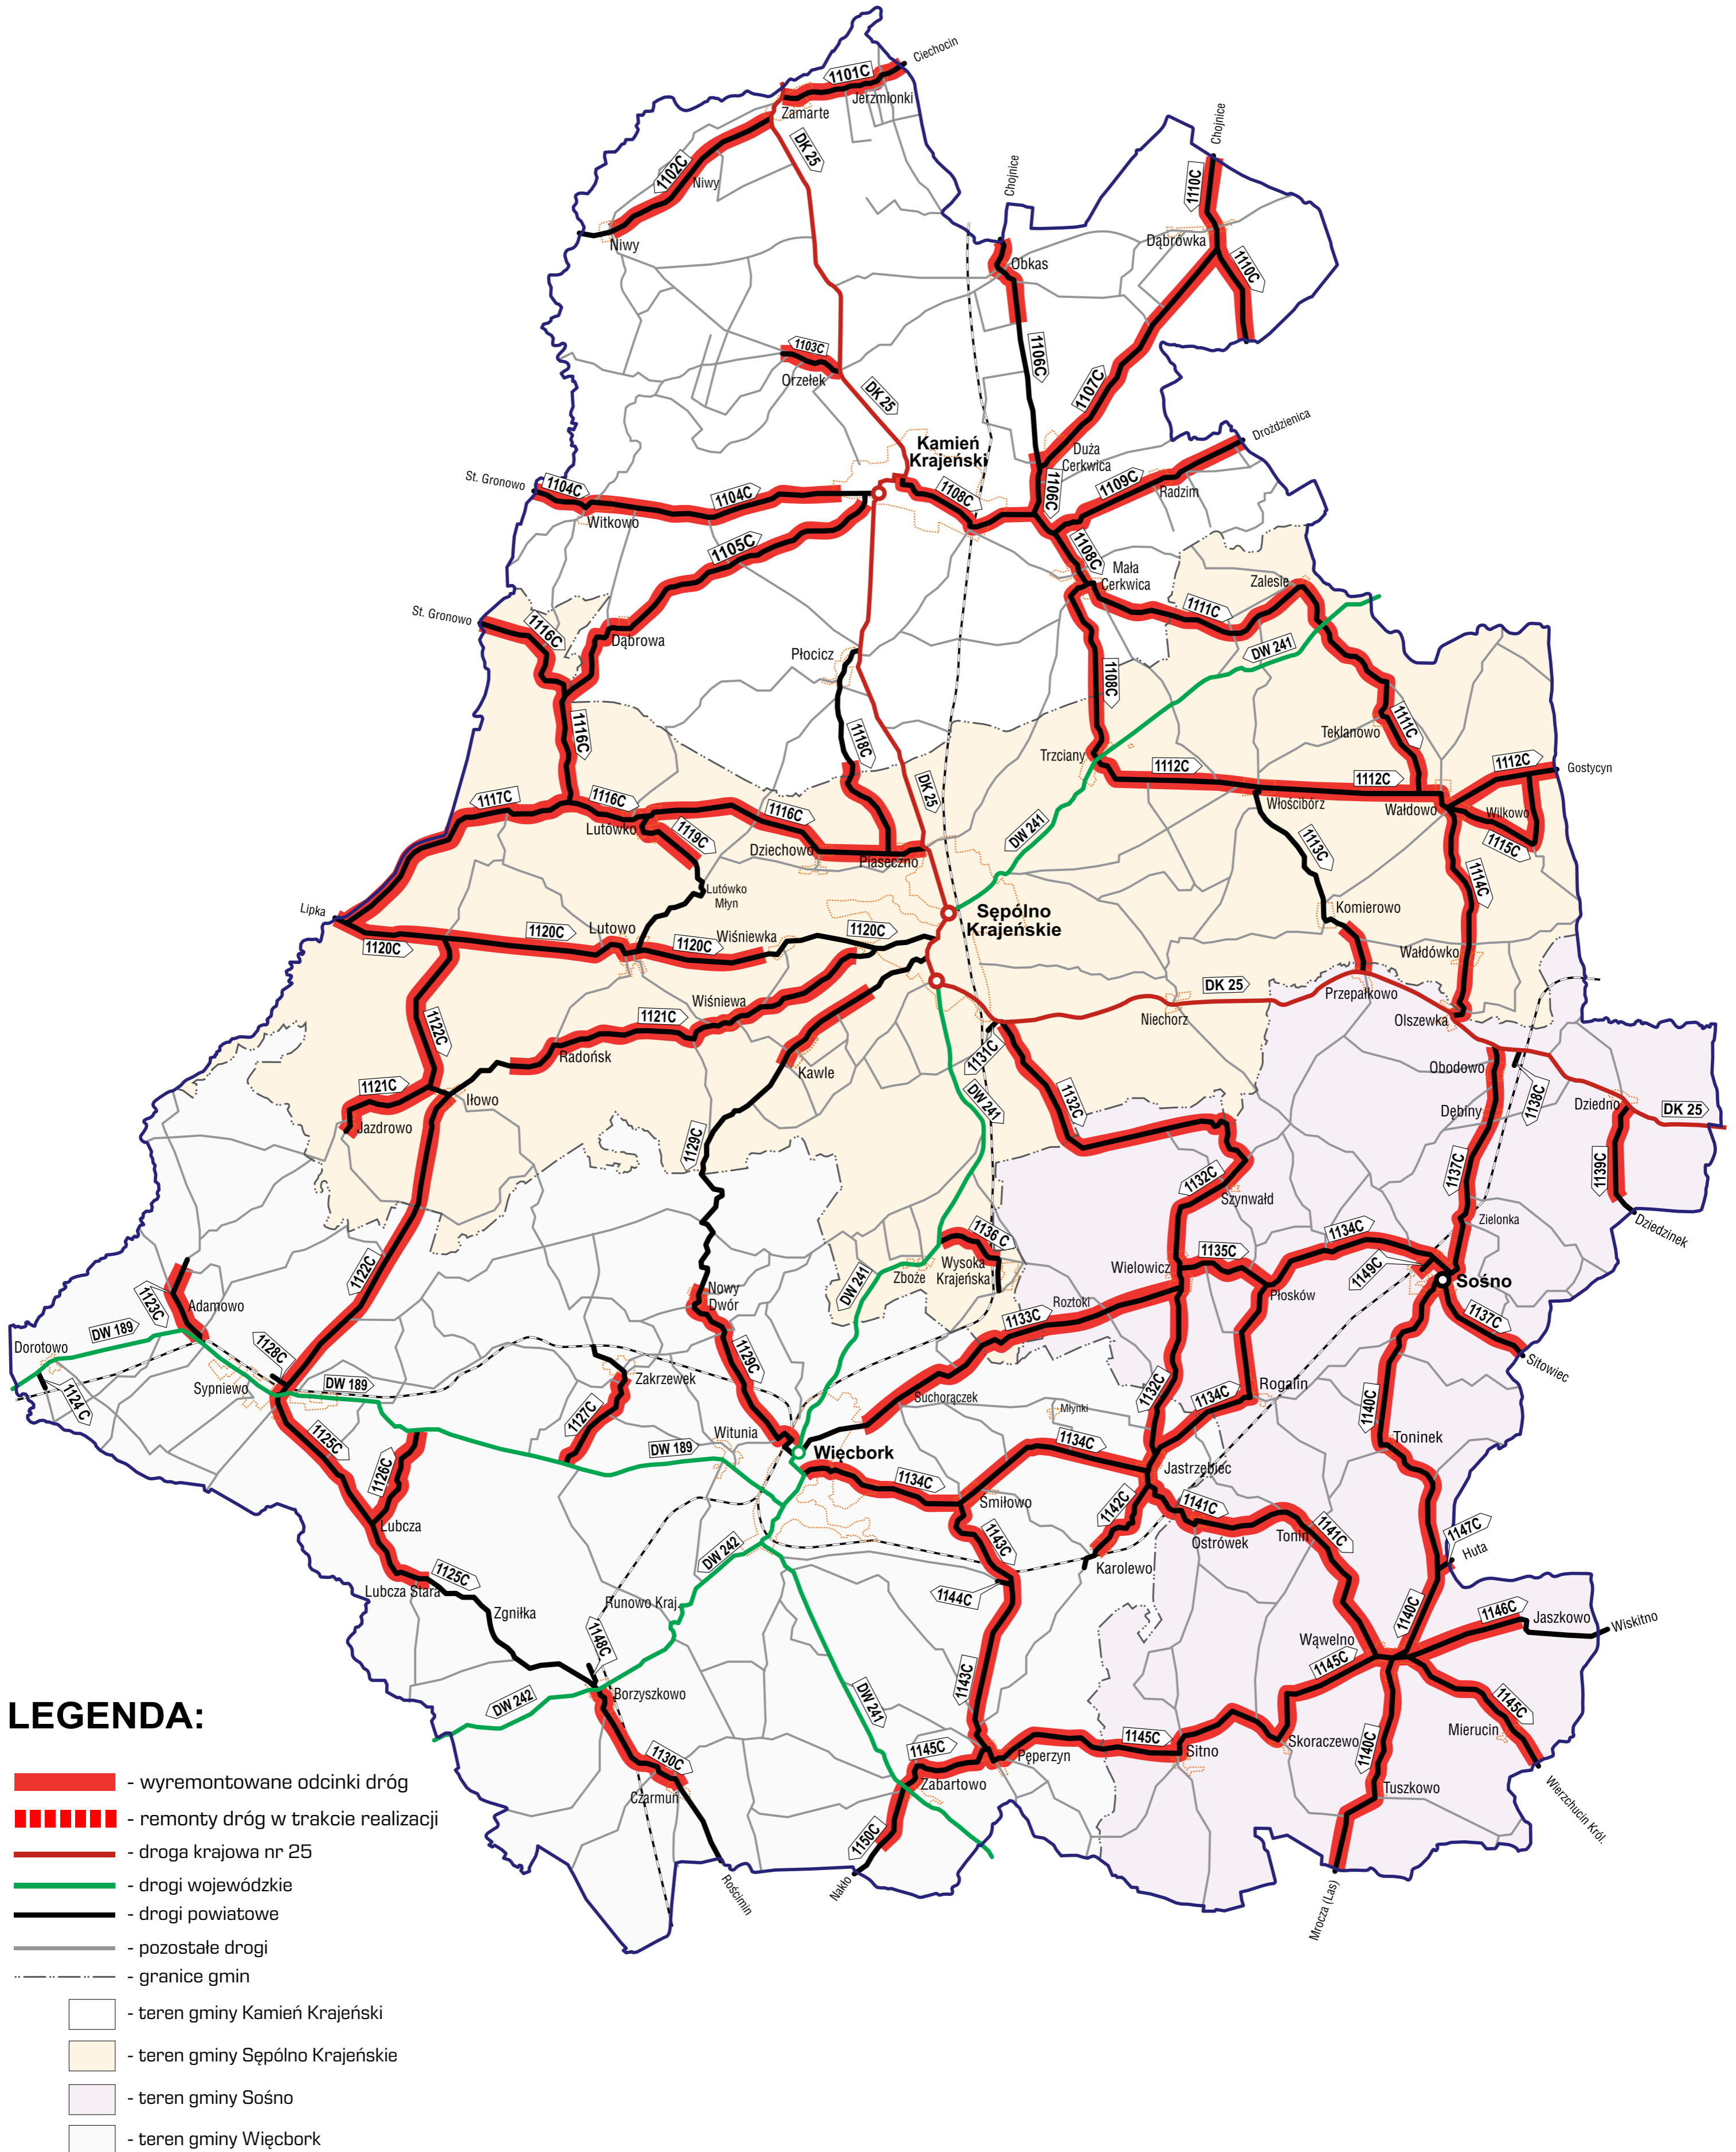 Ciechocin
1101C
Jerzmionki
Zamarte
DK 25
1102C
Niwy
Niwy
Chojnice
Chojnice
1110C
Dąbrówka
1110C
Obkas
1106C
1107C
1103C
Orzełek
DK 25
Kamień
Krajeński
Duża
Cerkwica
Drożdzienica
St. Gronowo
1104C
1104C
Witkowo
1108C
1106C
1109C
Radzim
1105C
1108C
Mała
Cerkwica
Zalesie
St. Gronowo
1116C
Dąbrowa
1111C
DW 241
Płocicz
1108C
1116C
1118C
Trzciany
Teklanowo
1111C
DK 25
1112C
1112C
1112C
Gostycyn
Włościbórz
Wałdowo
Wilkowo
1117C
1116C
1116C
Lutówko
1119C
Dziechowo
Piaseczno
DW 241
1113C
1115C
1114C
Lutówko
Młyn
Komierowo
Lipka
Sępólno
Krajeńskie
1120C
1120C
Lutowo
1120C
Wiśniewka
1120C
Wałdówko
Wiśniewa
DK 25
Przepałkowo
Niechorz
Olszewka
1122C
1121C
Radońsk
Kawle
1131C
Obodowo
1138C
1121C
Iłowo
Jazdrowo
DW 241
1132C
Dębiny
Dziedno
DK 25
1129C
1137C
1139C
1132C
Szynwałd
Zielonka
Dziedzinek
1136 C
Wysoka
Krajeńska
Zboże
1134C
Wielowicz
1135C
1149C
Sośno
Płosków
1122C
1123C
Adamowo
Nowy
Dwór
DW 241
Roztoki
1133C
1137C
Sitowiec
Dorotowo
DW 189
1128C
Sypniewo
DW 189
1124 C
1129C
Zakrzewek
1127C
Suchorączek
1132C
1134C
Rogalin
1140C
Młynki
1125C
1126C
Witunia
DW 189
Więcbork
1134C
Toninek
1134C
Jastrzębiec
Lubcza
Śmiłowo
1142C
1141C
Ostrówek
Tonin
1141C
1147C
Huta
DW 242
1143C
Karolewo
Lubcza Stara
1125C
1144C
Zgniłka
Runowo Kraj.
1140C
1146C
Jaszkowo
Wiskitno
1148C
Wąwelno
1145C
1143C
DW 241
1145C
Mierucin
DW 242
Borzyszkowo
1145C
1145C
Skoraczewo
Sitno
1140C
Pęperzyn
Zabartowo
1130C
Czarmuń
Tuszkowo
Wierzchucin Król.
1150C
Nakło
Rościmin
Mrocza (Las)
LEGENDA:
- wyremontowane odcinki dróg
- remonty dróg w trakcie realizacji
- droga krajowa nr 25
- drogi wojewódzkie
- drogi powiatowe
- pozostałe drogi
- granice gmin
- teren gminy Kamień Krajeński
- teren gminy Sępólno Krajeńskie
- teren gminy Sośno
- teren gminy Więcbork